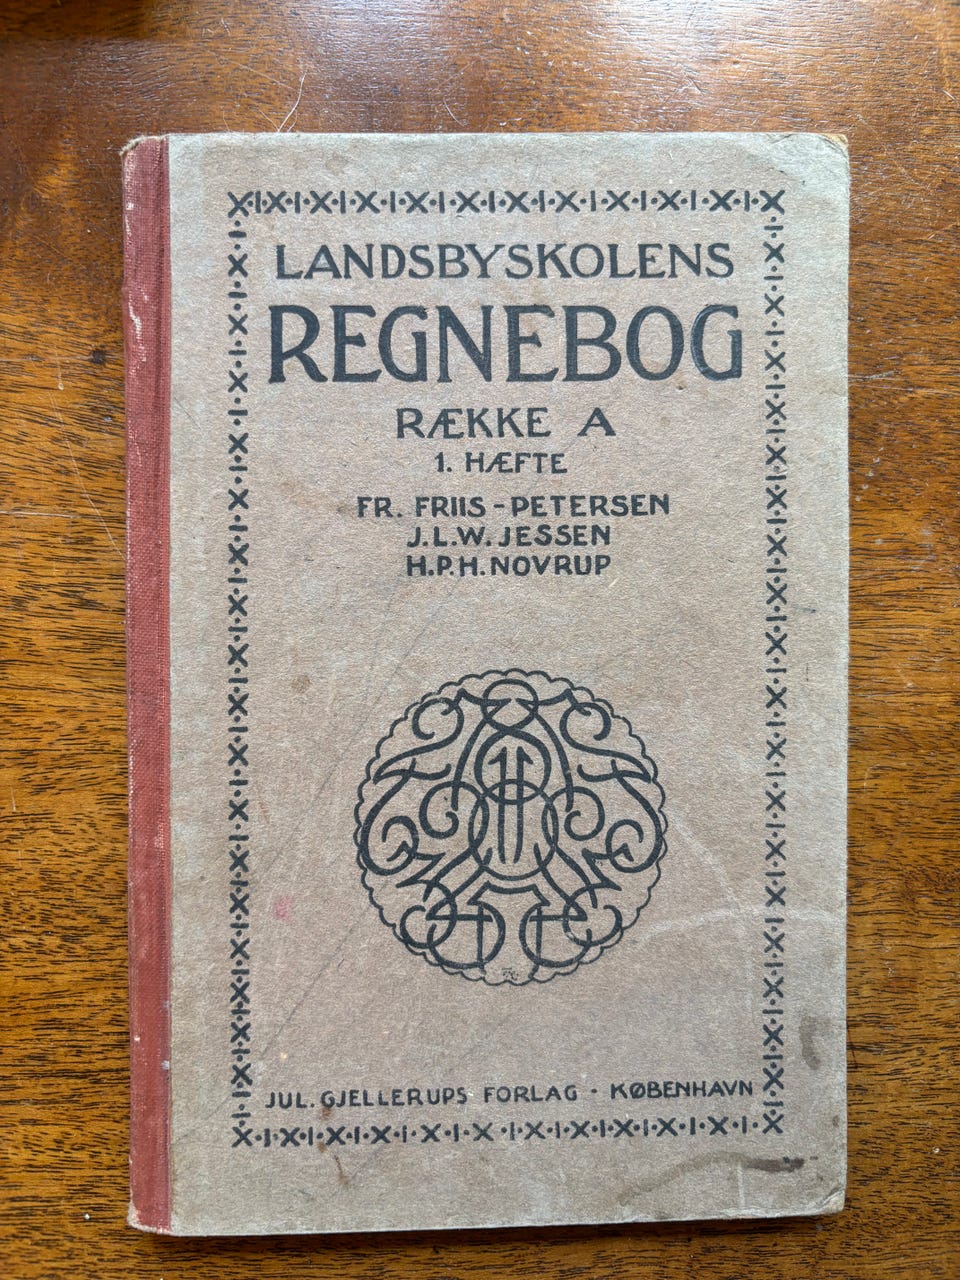 LANDSBYSKOLENS
REGNEBOG
RÆKKE A
1. HÆFTE
FR. FRIIS-PETERSEN
J.L.W. JESSEN
H.P.H. NOVRUP
JUL. GJELLERUPS FORLAG · KØBENHAVN